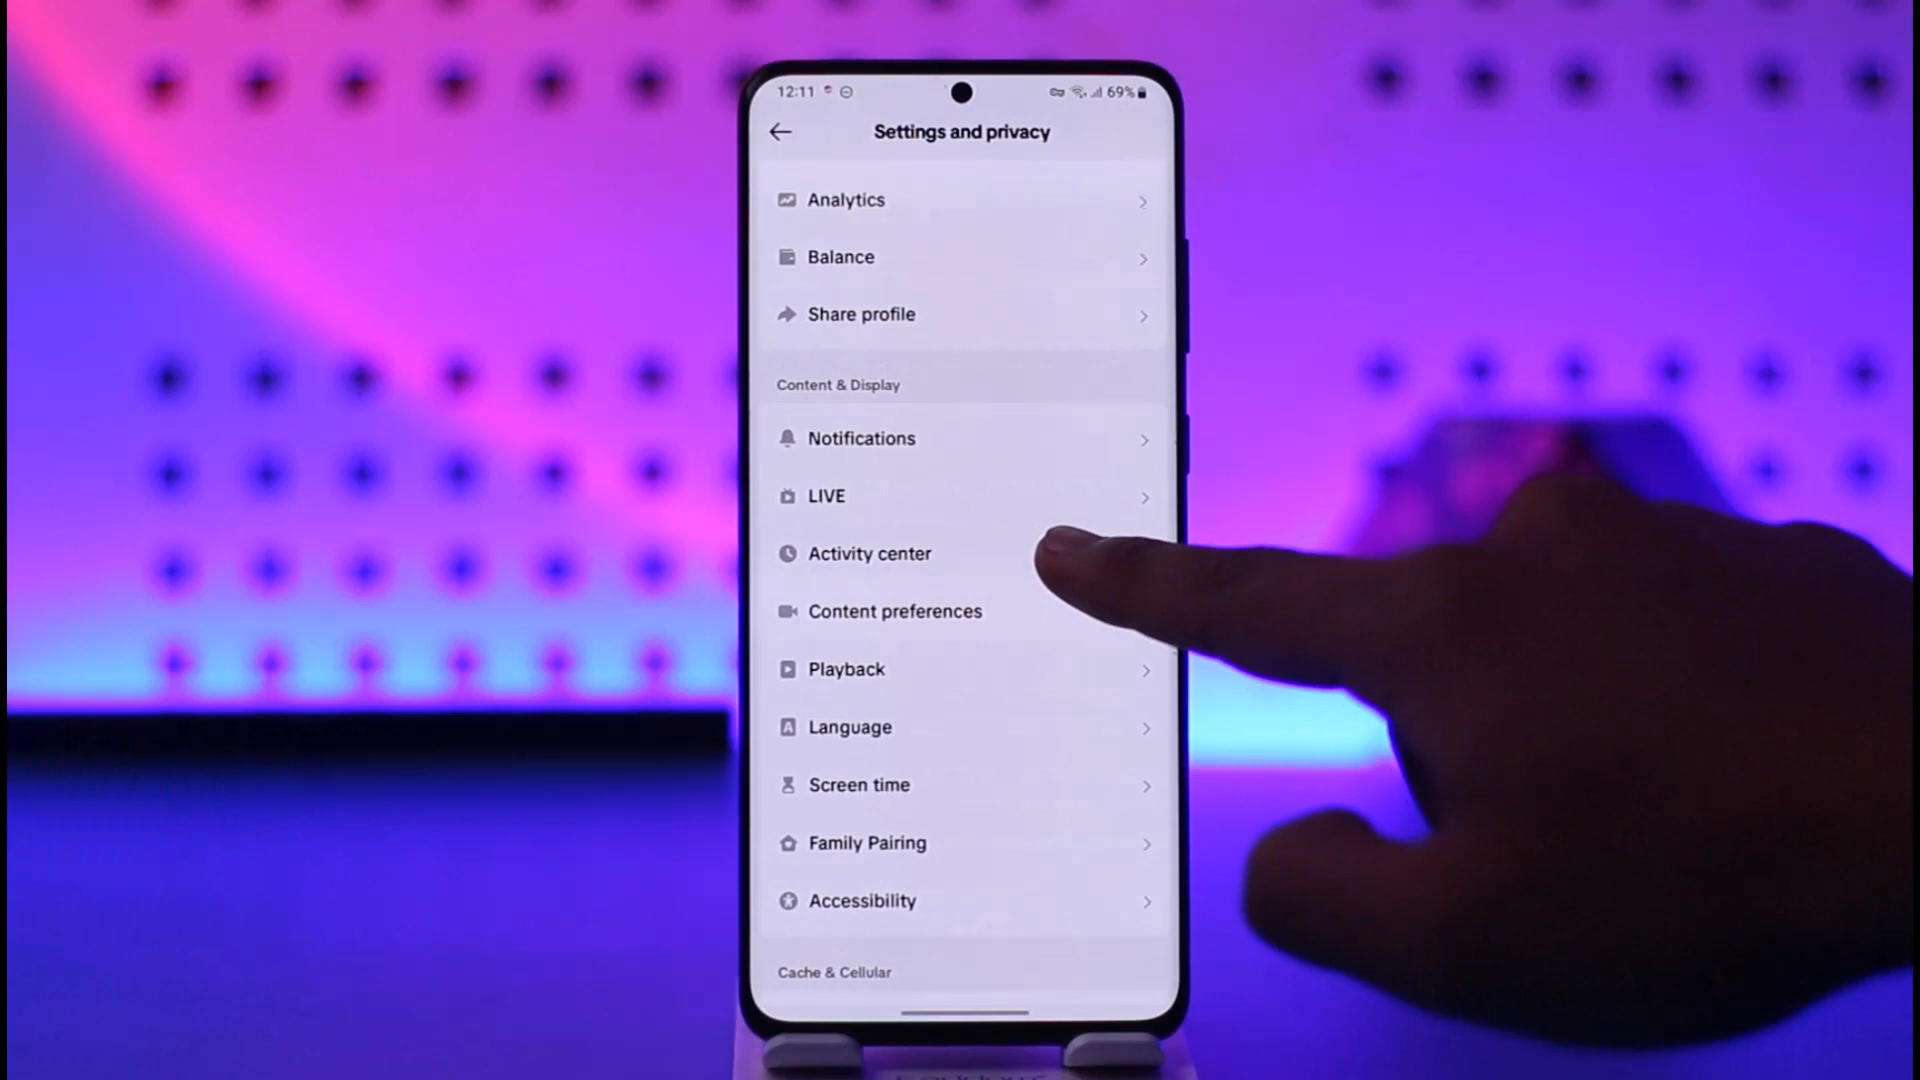 12:11
69%
Settings and privacy
Analytics
Balance
Share profile
Content & Display
Notifications
LIVE
Activity center
Content preferences
Playback
Language
Screen time
Family Pairing
Accessibility
Cache & Cellular